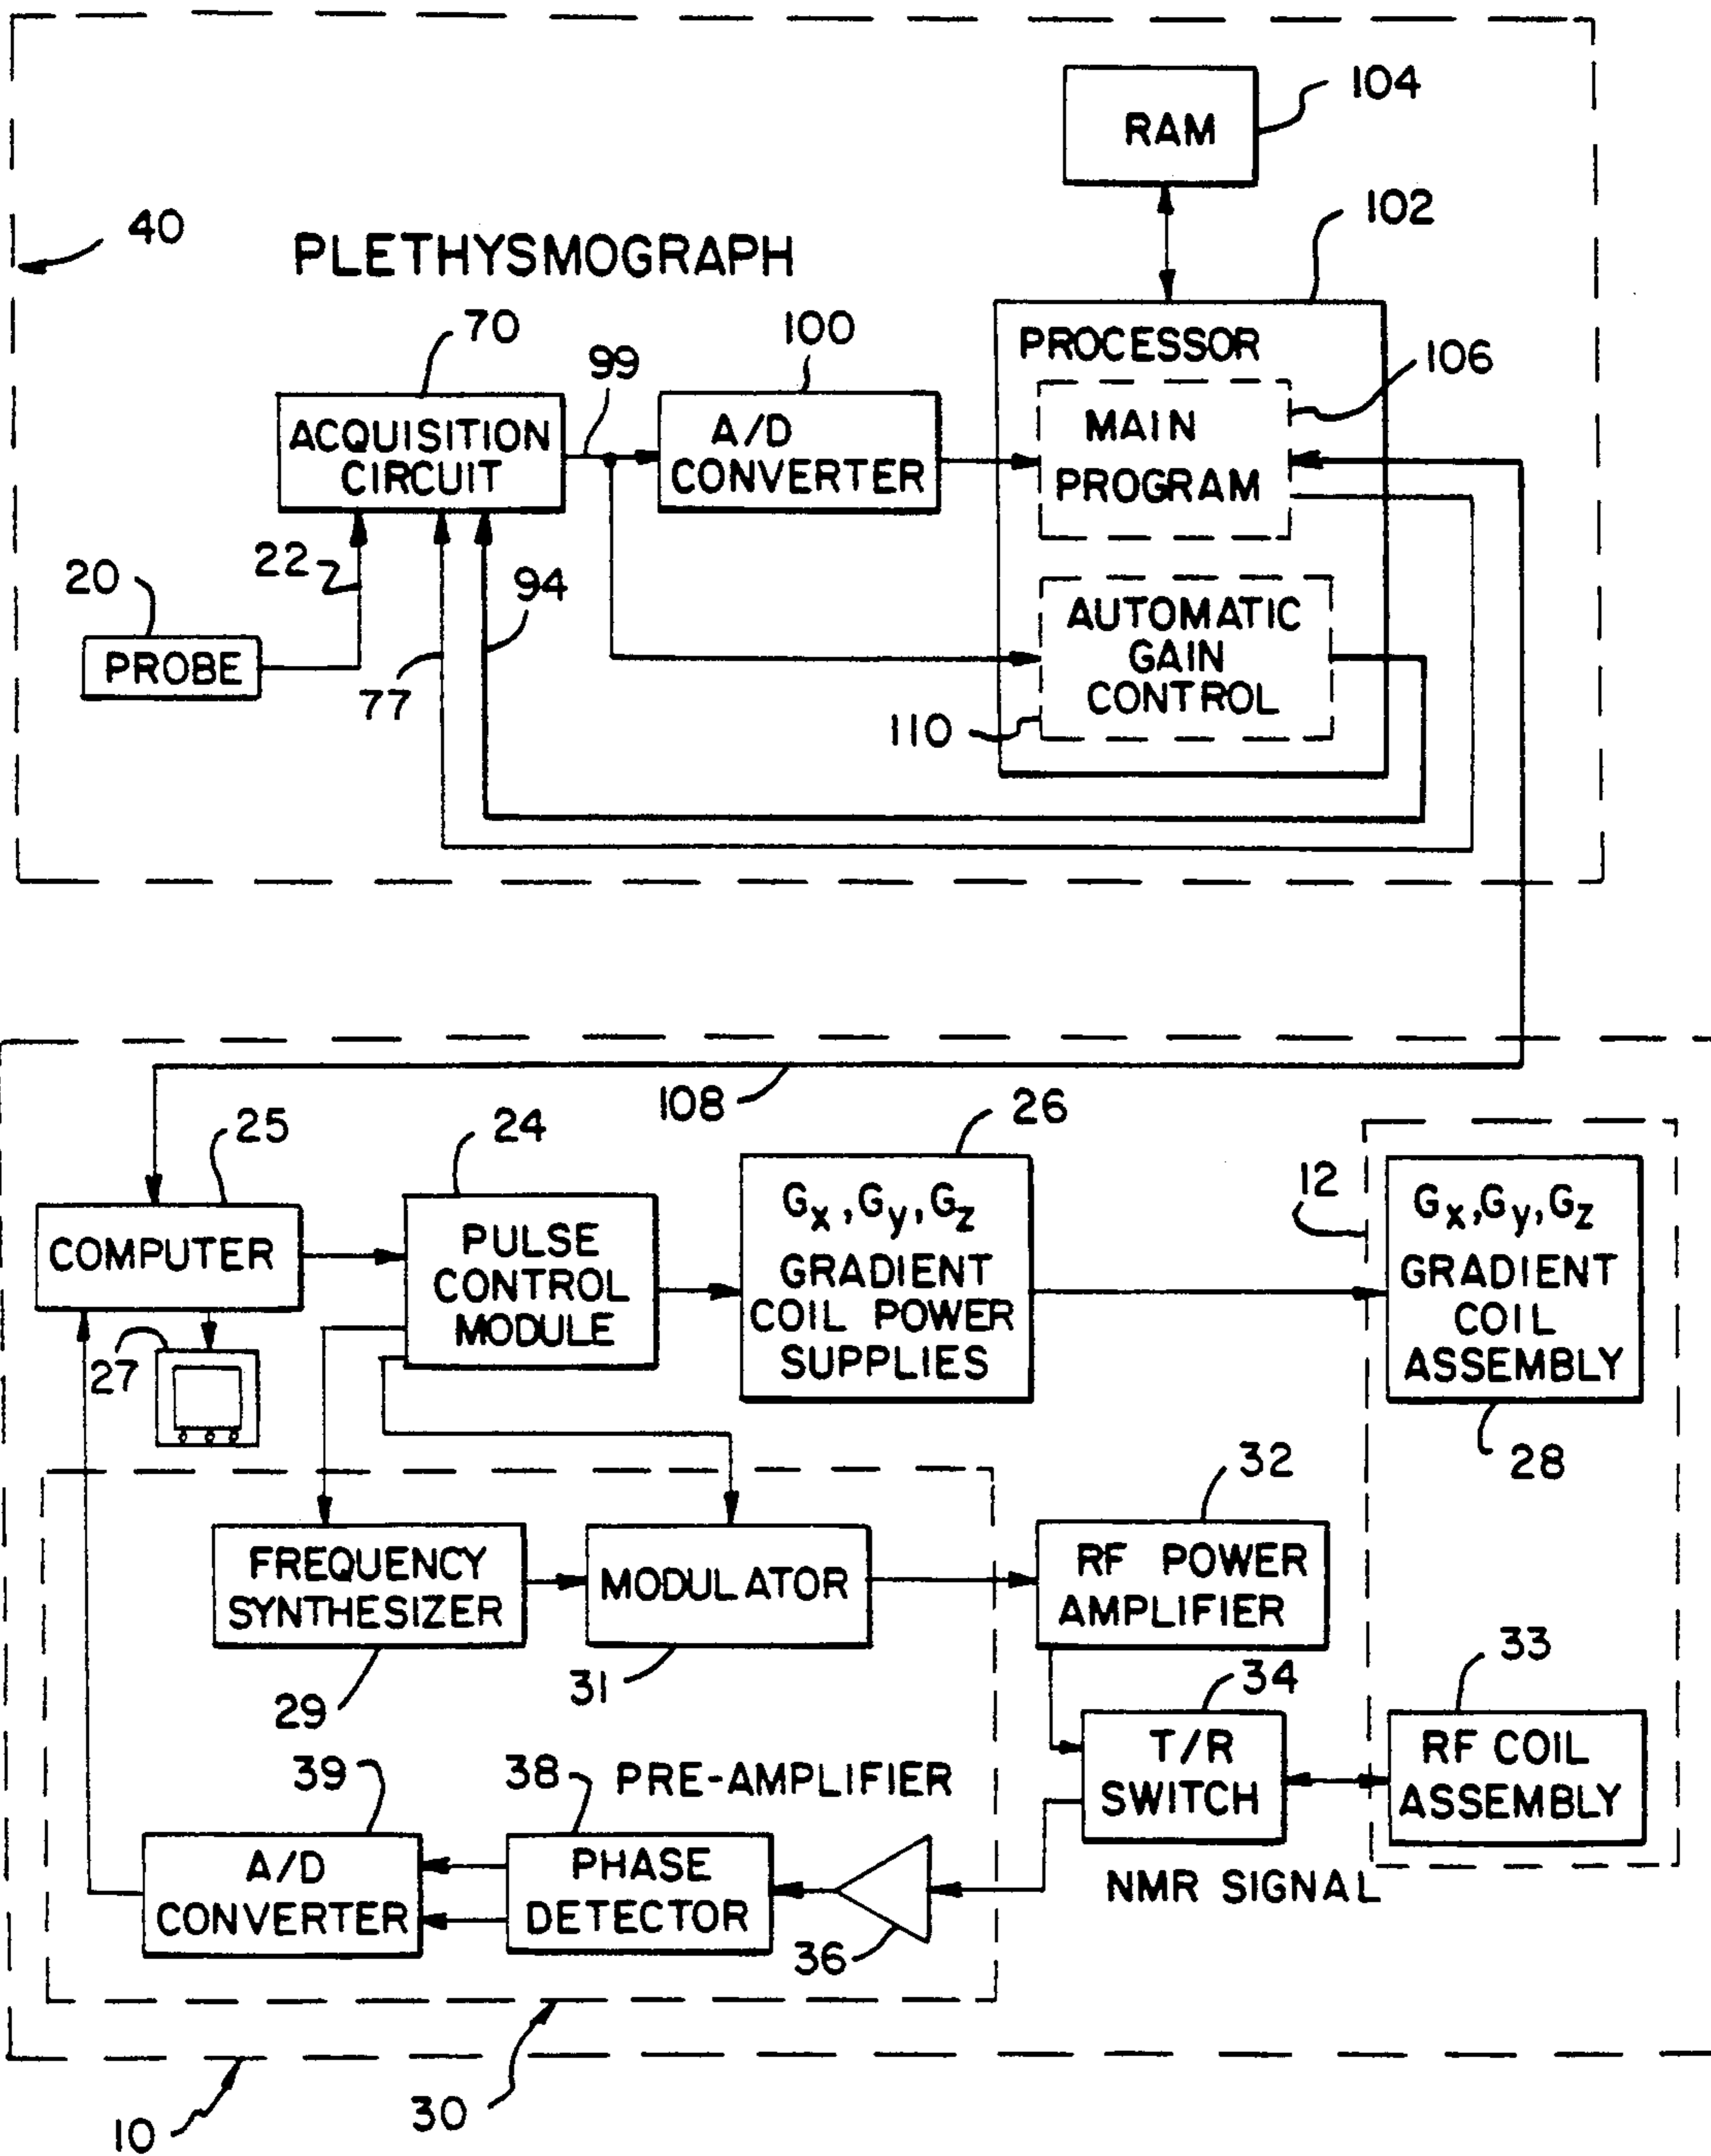 104
RAM
40
PLETHYSMOGRAPH
102
70
99
100
PROCESSOR
106
ACQUISITION
CIRCUIT
A/D
CONVERTER
MAIN
PROGRAM
22
94
20
PROBE
77
AUTOMATIC
GAIN
CONTROL
110
108
25
24
26
12
COMPUTER
PULSE
CONTROL
MODULE
Gx, Gy, Gz
GRADIENT
COIL POWER
SUPPLIES
Gx, Gy, Gz
GRADIENT
COIL
ASSEMBLY
27
28
32
FREQUENCY
SYNTHESIZER
MODULATOR
RF POWER
AMPLIFIER
29
31
34
33
T/R
SWITCH
RF COIL
ASSEMBLY
39
38
PRE-AMPLIFIER
A/D
CONVERTER
PHASE
DETECTOR
36
NMR SIGNAL
30
10